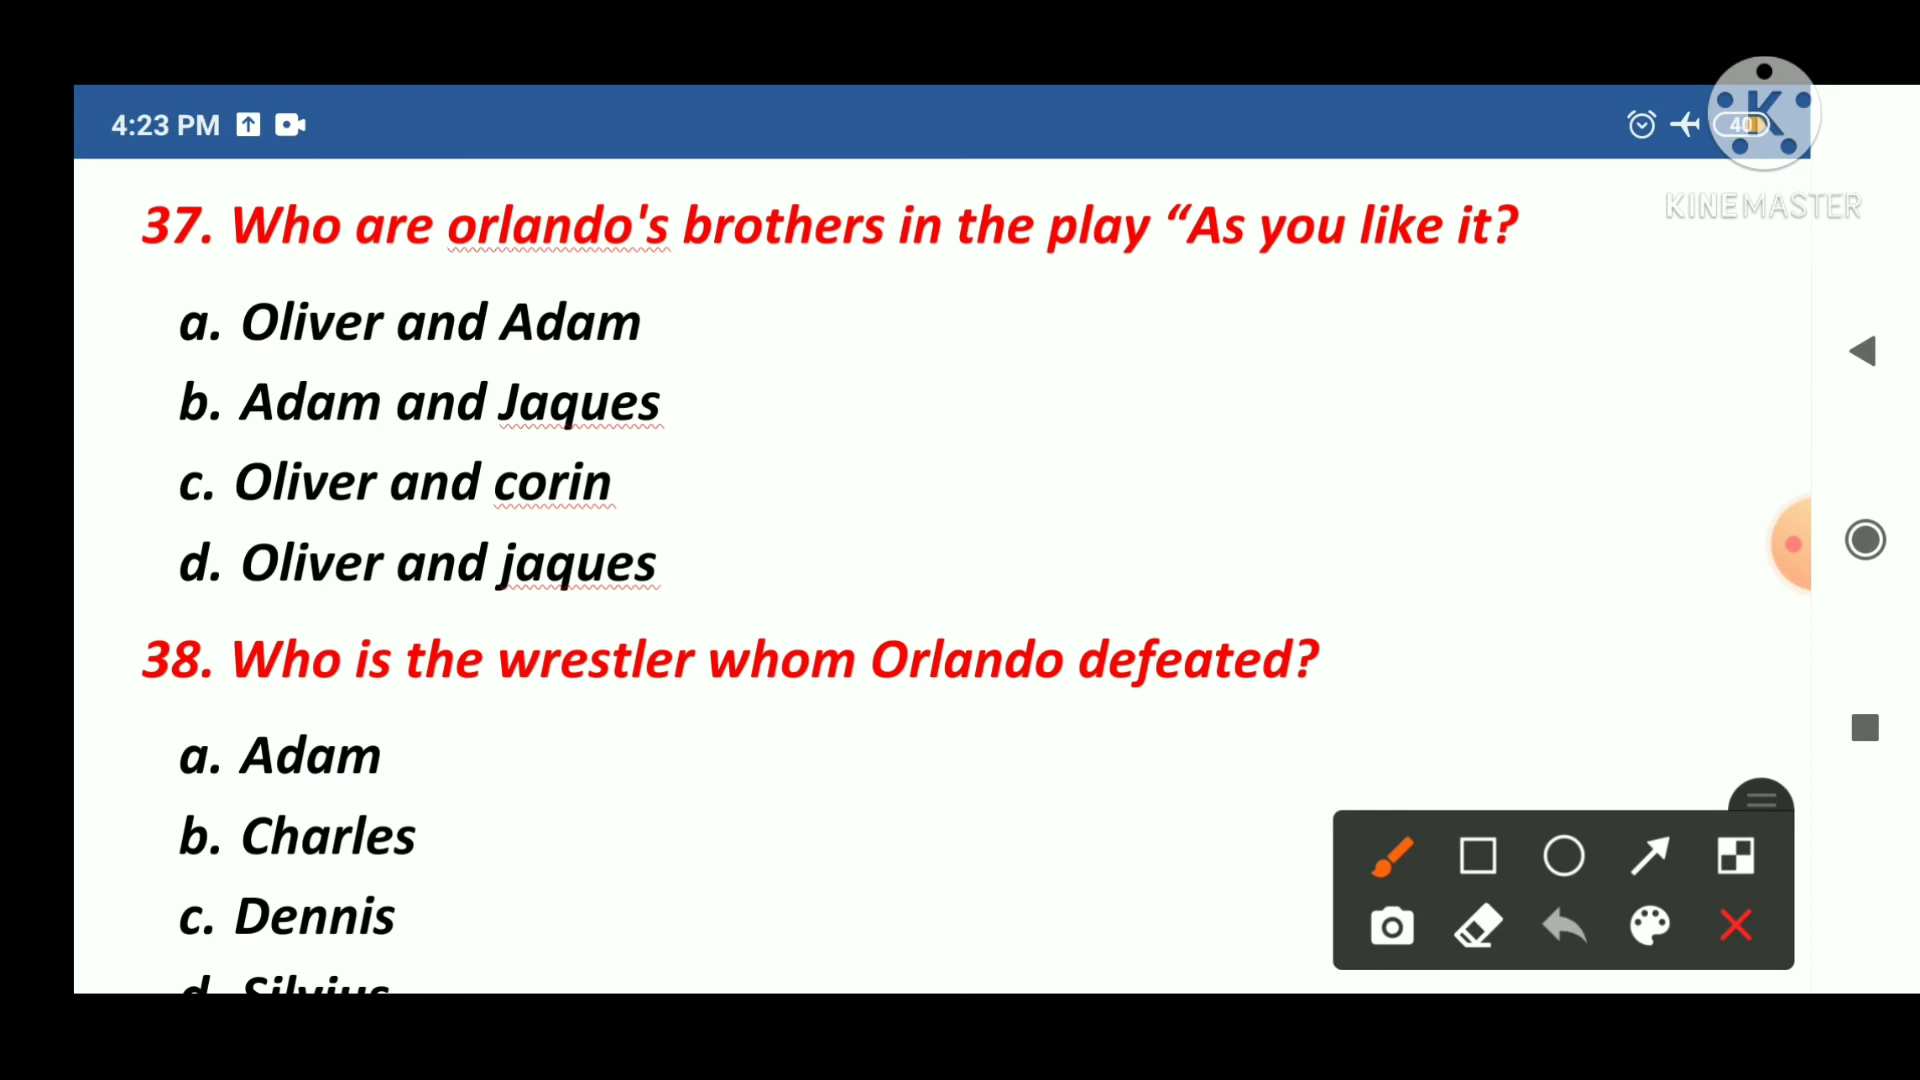 4:23 PM
40
K
KINEMASTER
37. Who are orlando's brothers in the play “As you like it?
a. Oliver and Adam
b. Adam and Jaques
c. Oliver and corin
d. Oliver and jaques
38. Who is the wrestler whom Orlando defeated?
a. Adam
b. Charles
c. Dennis
d. Silvius